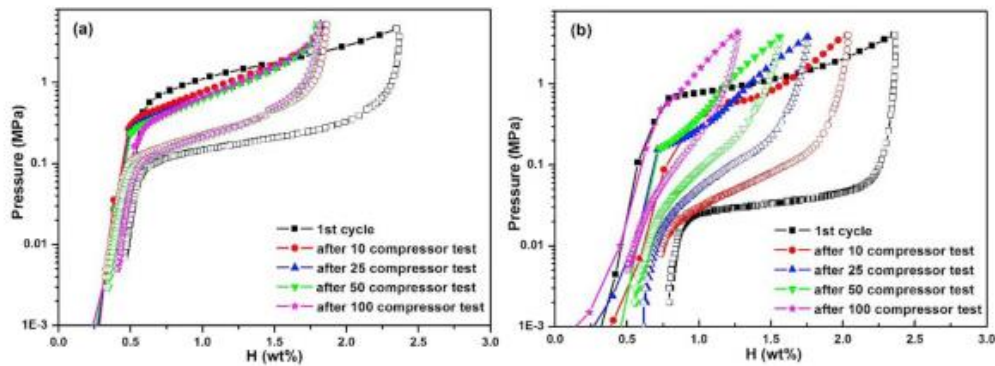 (a)
Pressure (MPa)
1
0.1
0.01
1E-3
1st cycle
after 10 compressor test
after 25 compressor test
after 50 compressor test
after 100 compressor test
0.0 0.5 1.0 1.5 2.0 2.5 3.0
H (wt%)
(b)
Pressure (MPa)
1
0.1
0.01
1E-3
1st cycle
after 10 compressor test
after 25 compressor test
after 50 compressor test
after 100 compressor test
0.0 0.5 1.0 1.5 2.0 2.5 3.0
H (wt%)